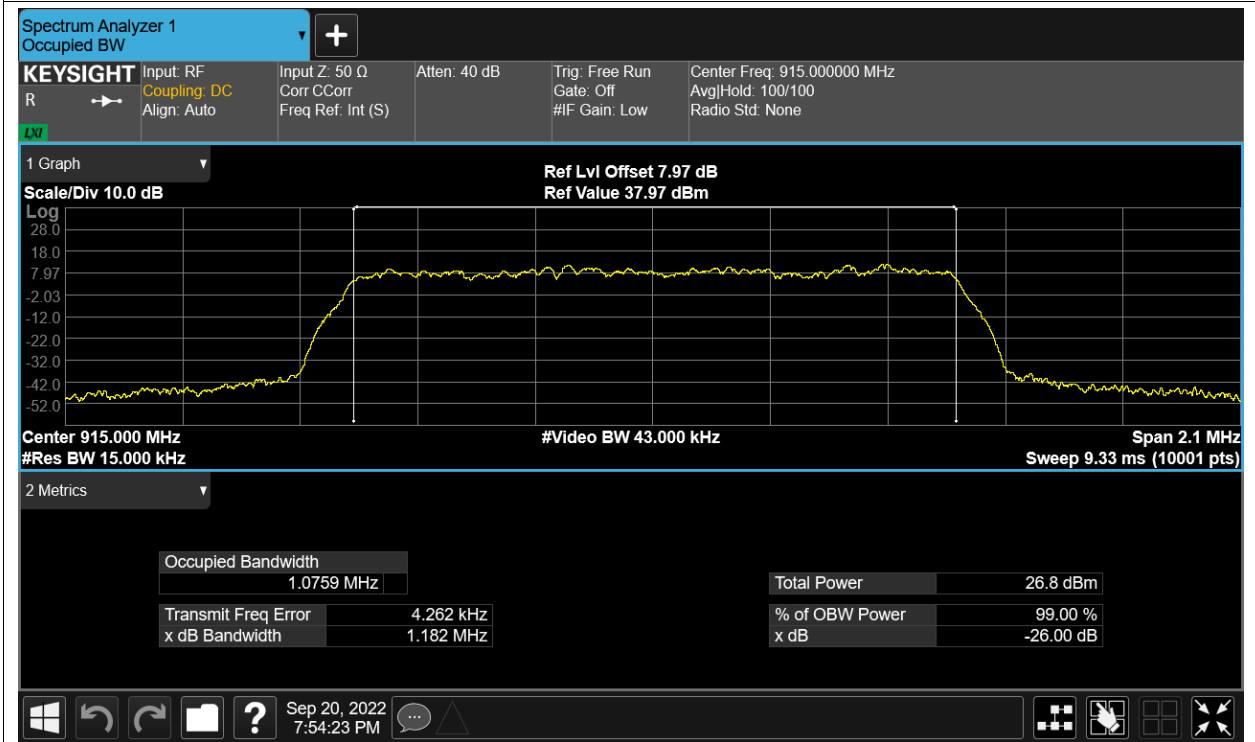 Spectrum Analyzer 1
Occupied BW
KEYSIGHT
R
LXI
Input: RF
Coupling: DC
Align: Auto
Input Z: 50 Ω
Corr CCorr
Freq Ref: Int (S)
Atten: 40 dB
Trig: Free Run
Gate: Off
#IF Gain: Low
Center Freq: 915.000000 MHz
Avg|Hold: 100/100
Radio Std: None
1 Graph
Scale/Div 10.0 dB
Ref Lvl Offset 7.97 dB
Ref Value 37.97 dBm
Log
28.0
18.0
7.97
-2.03
-12.0
-22.0
-32.0
-42.0
-52.0
Center 915.000 MHz
#Video BW 43.000 kHz
Span 2.1 MHz
#Res BW 15.000 kHz
Sweep 9.33 ms (10001 pts)
2 Metrics
Occupied Bandwidth
1.0759 MHz
Total Power 26.8 dBm
Transmit Freq Error 4.262 kHz
% of OBW Power 99.00 %
x dB Bandwidth 1.182 MHz
x dB -26.00 dB
?
Sep 20, 2022
7:54:23 PM